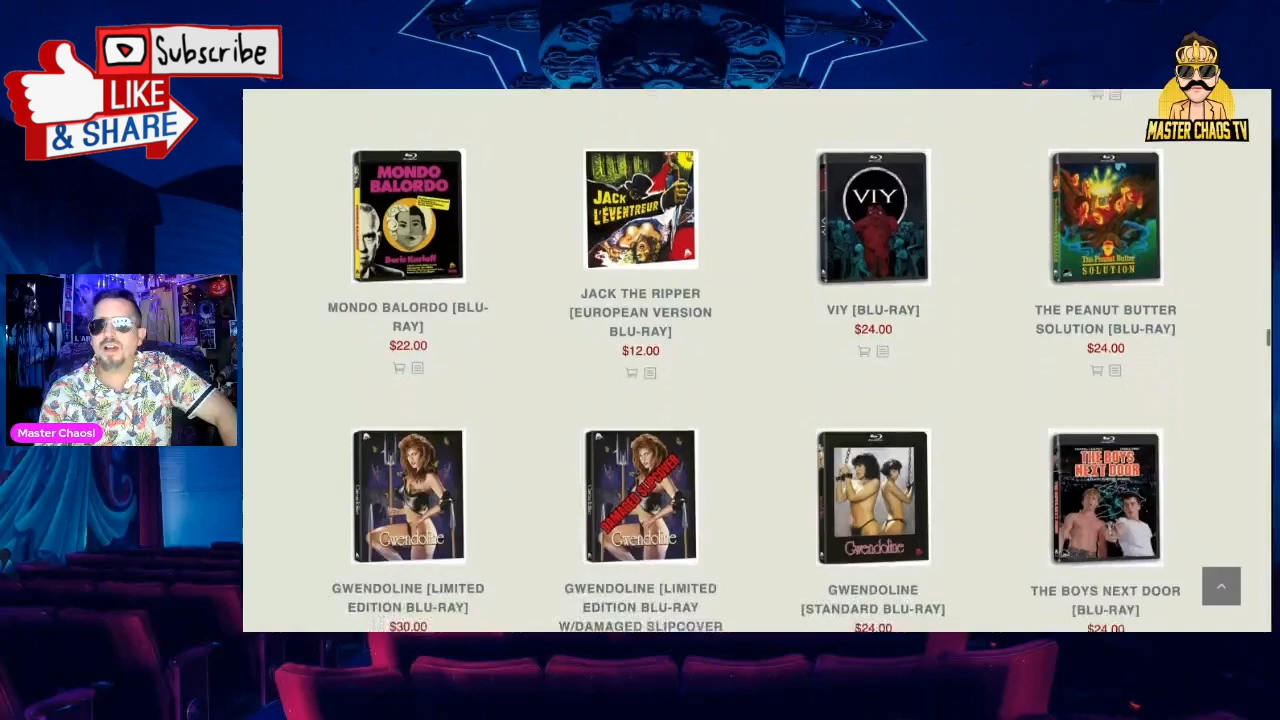 Subscribe
LIKE
& SHARE
MASTER CHAOS TV
Master Chaos!
MONDO
BALORDO
Boris Karloff
JACK
L'ÉVENTREUR
VIY
The Peanut Butter
SOLUTION
MONDO BALORDO [BLU-
RAY]
$22.00
JACK THE RIPPER
[EUROPEAN VERSION
BLU-RAY]
$12.00
VIY [BLU-RAY]
$24.00
THE PEANUT BUTTER
SOLUTION [BLU-RAY]
$24.00
Gwendoline
DAMAGED SLIPCOVER
Gwendoline
Gwendoline
THE BOYS
NEXT DOOR
GWENDOLINE [LIMITED
EDITION BLU-RAY]
$30.00
GWENDOLINE [LIMITED
EDITION BLU-RAY
W/DAMAGED SLIPCOVER
GWENDOLINE
[STANDARD BLU-RAY]
$24.00
THE BOYS NEXT DOOR
[BLU-RAY]
$24.00